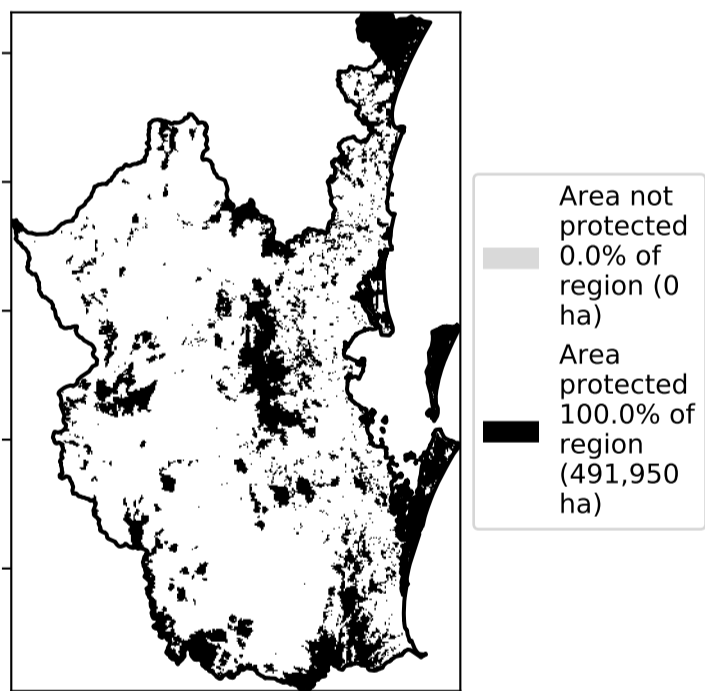 Area not
protected
0.0% of
region (0
ha)
Area
protected
100.0% of
region
(491,950
ha)